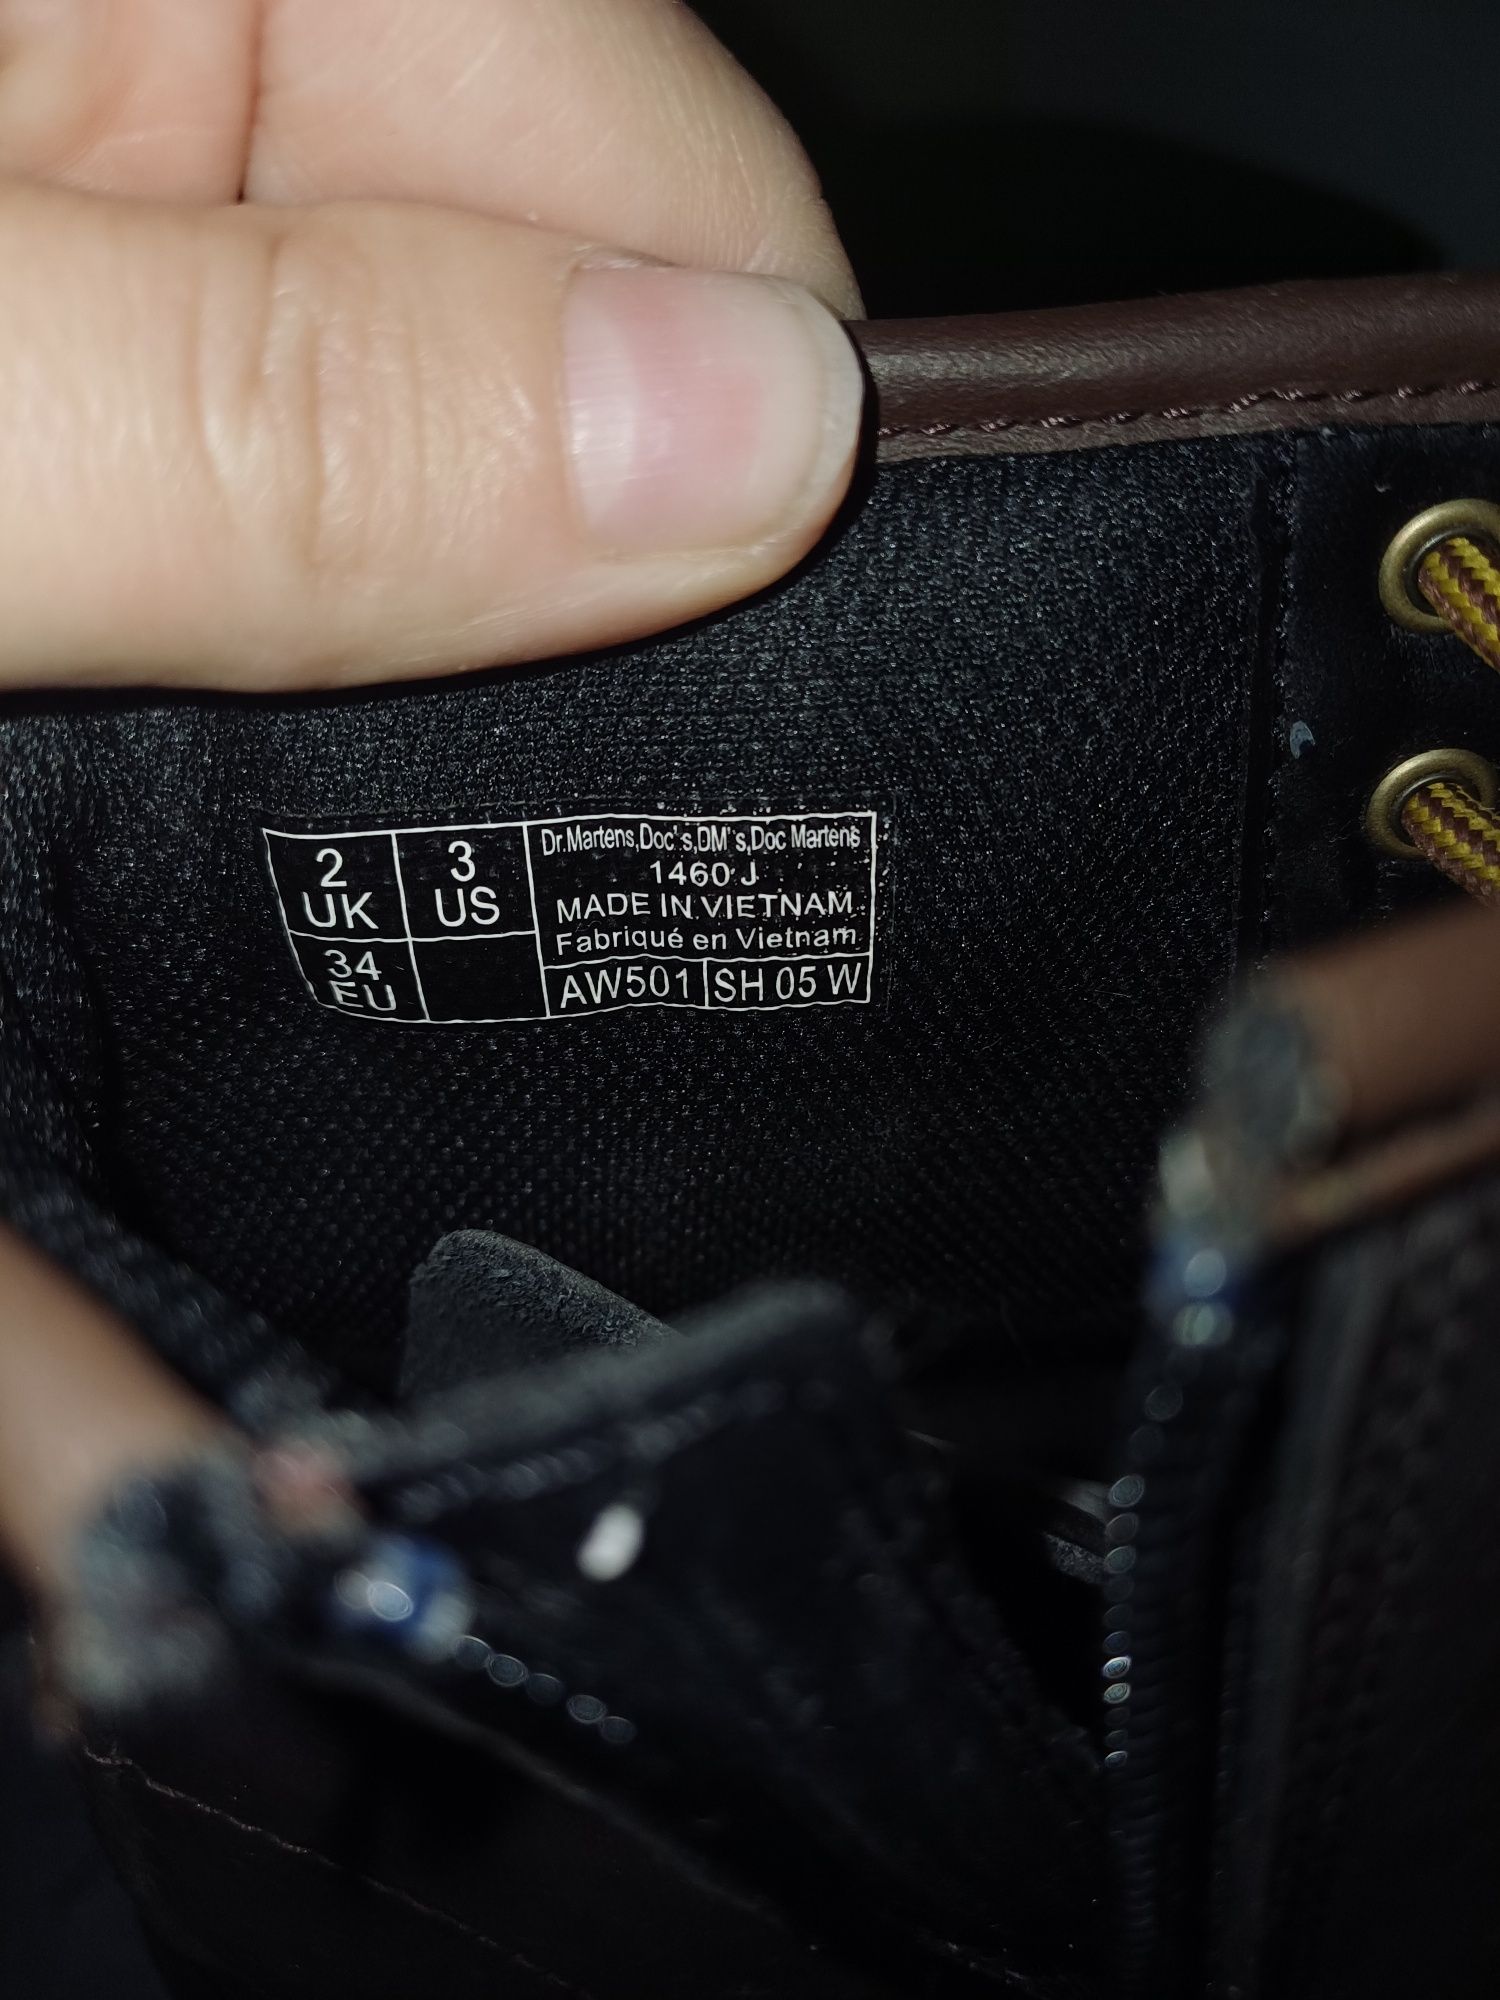 2
UK
3
US
34
EU
Dr.Martens,Doc's,DM's,Doc Martens
1460 J
MADE IN VIETNAM
Fabriqué en Vietnam
AW501
SH 05 W